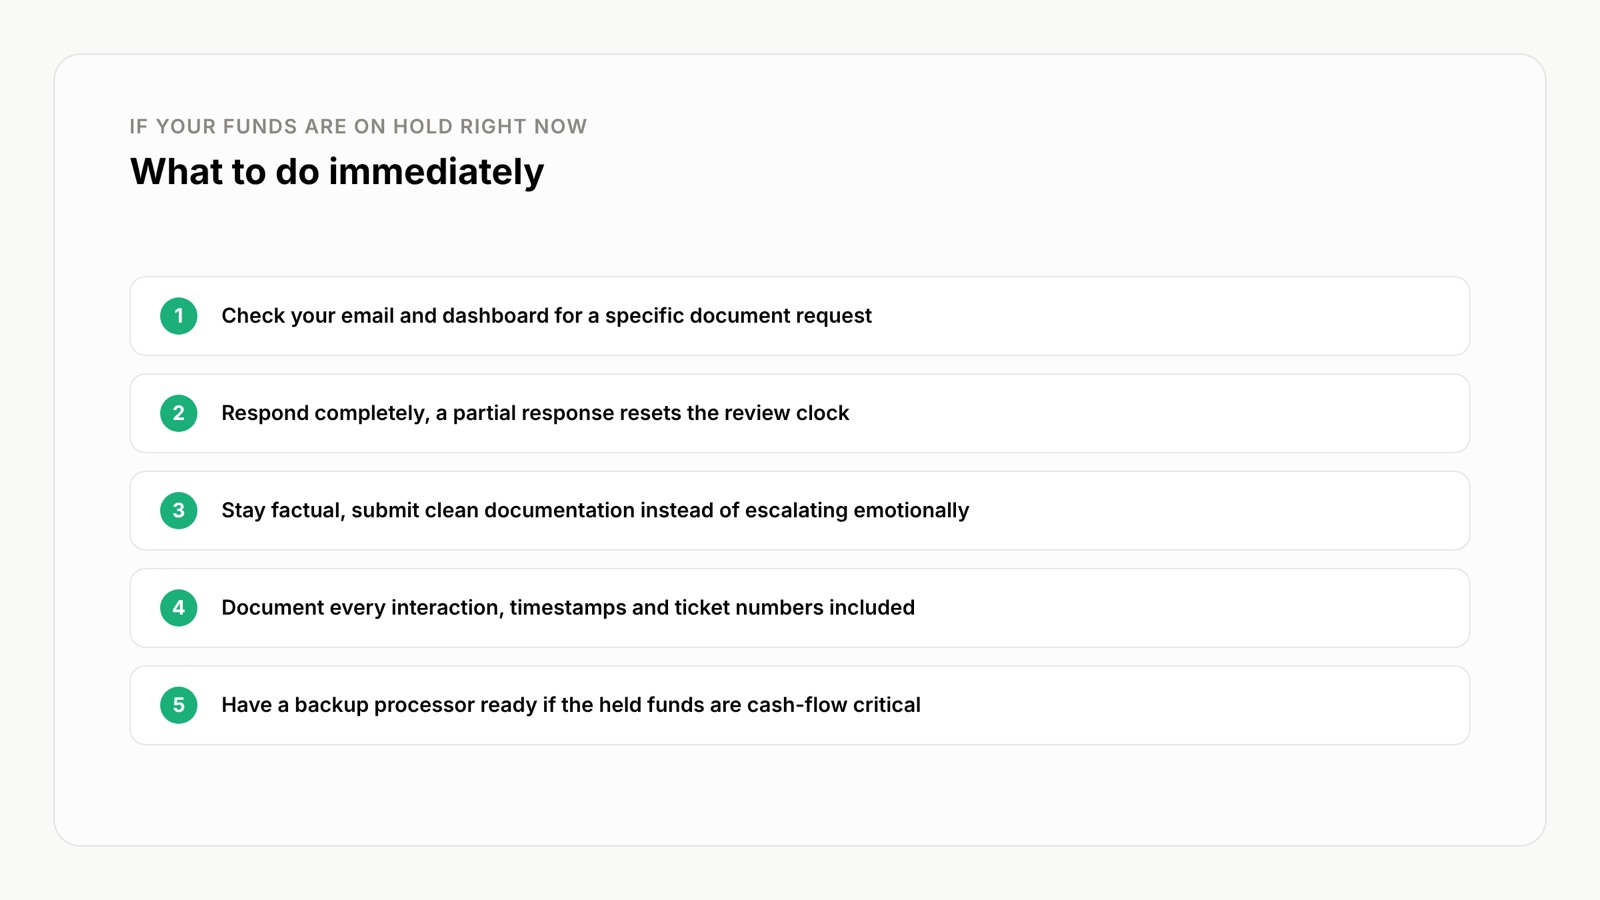 IF YOUR FUNDS ARE ON HOLD RIGHT NOW
What to do immediately
1 Check your email and dashboard for a specific document request
2 Respond completely, a partial response resets the review clock
3 Stay factual, submit clean documentation instead of escalating emotionally
4 Document every interaction, timestamps and ticket numbers included
5 Have a backup processor ready if the held funds are cash-flow critical